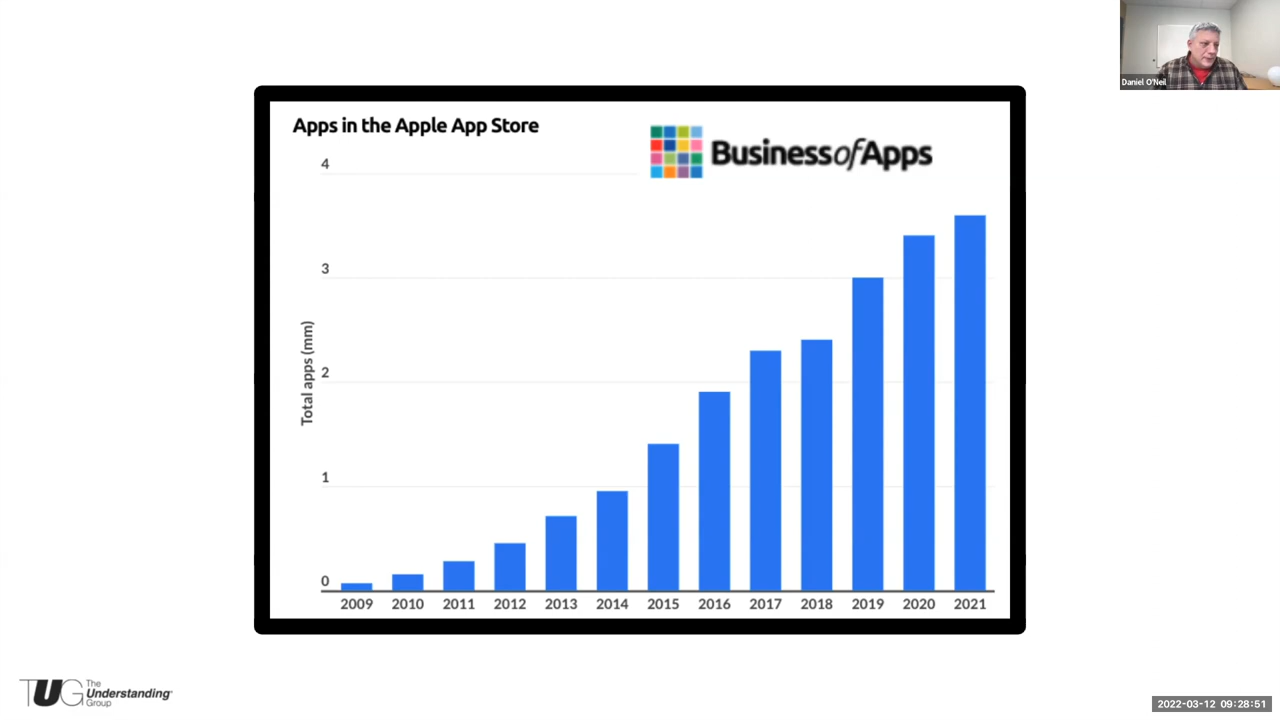 Daniel O'Neil
Apps in the Apple App Store
BusinessofApps
4
3
2
1
0
Total apps (mm)
2009 2010 2011 2012 2013 2014 2015 2016 2017 2018 2019 2020 2021
TUG The
Understanding
Group
2022-03-12 09:28:51